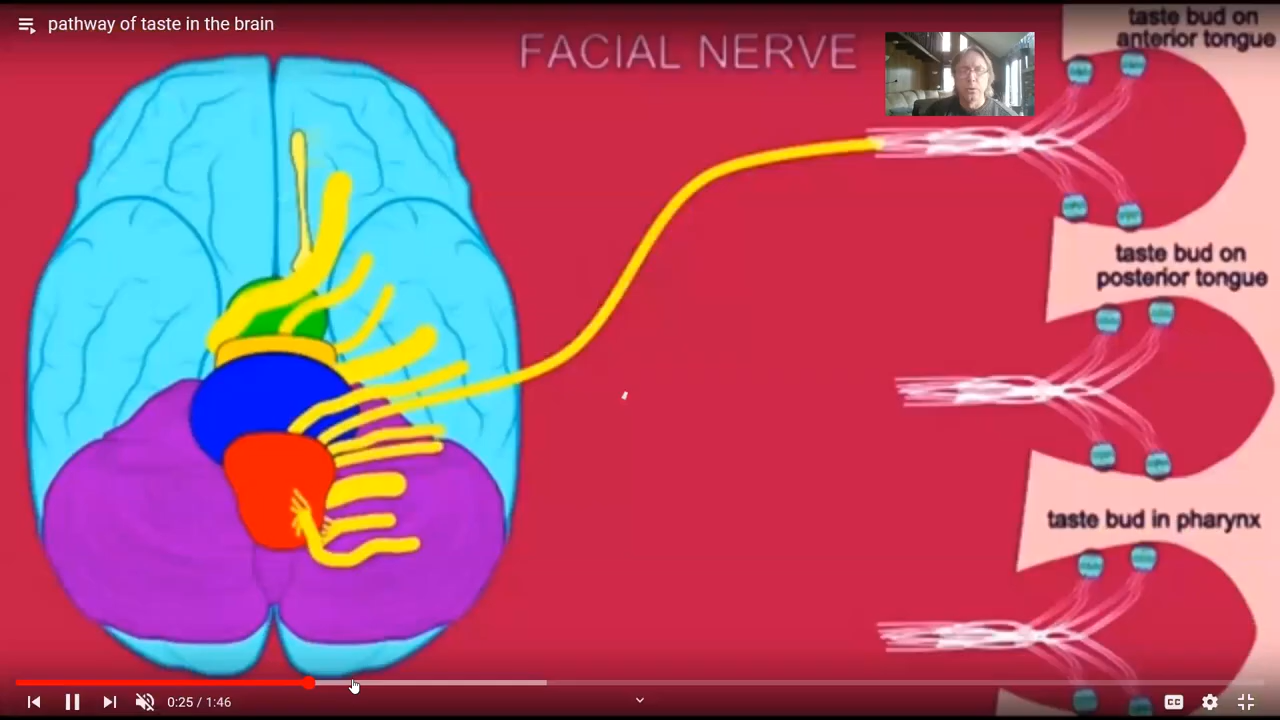 pathway of taste in the brain
FACIAL NERVE
taste bud on
anterior tongue
taste bud on
posterior tongue
taste bud in pharynx
0:25 / 1:46
CC